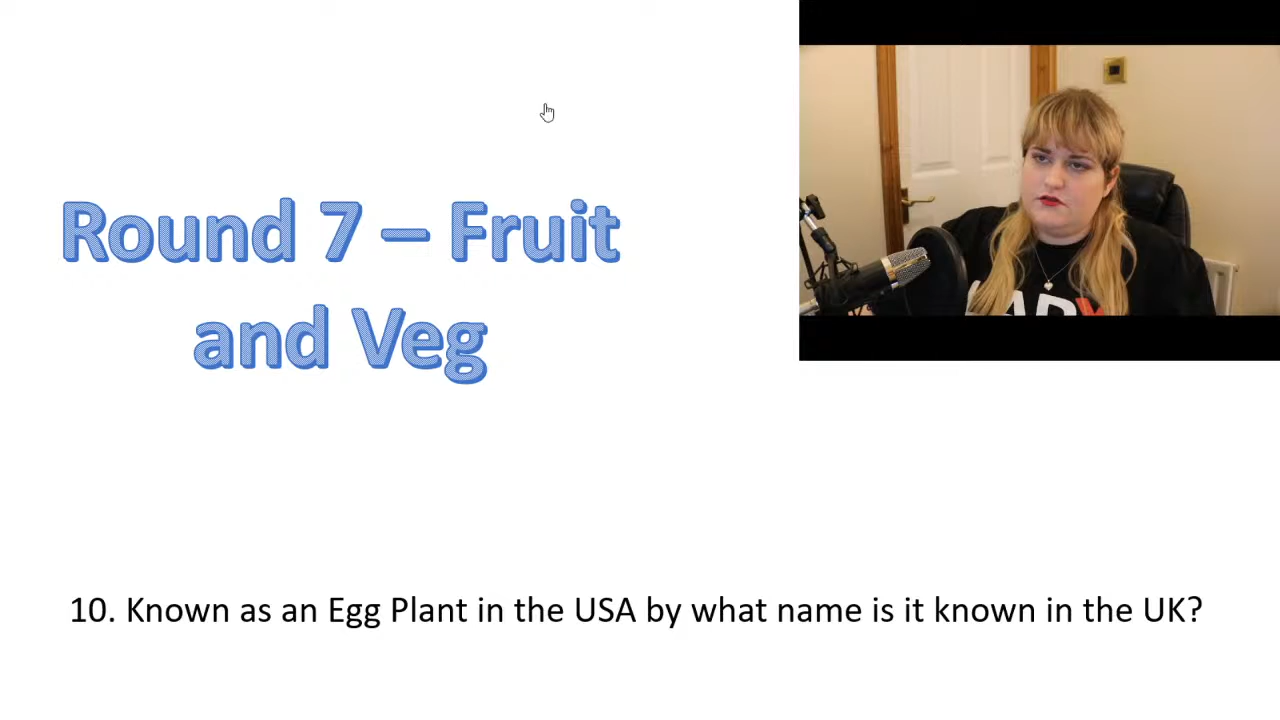 Round 7 – Fruit
and Veg
10. Known as an Egg Plant in the USA by what name is it known in the UK?